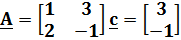 A = [1 3
2 -1] c = [3
-1]